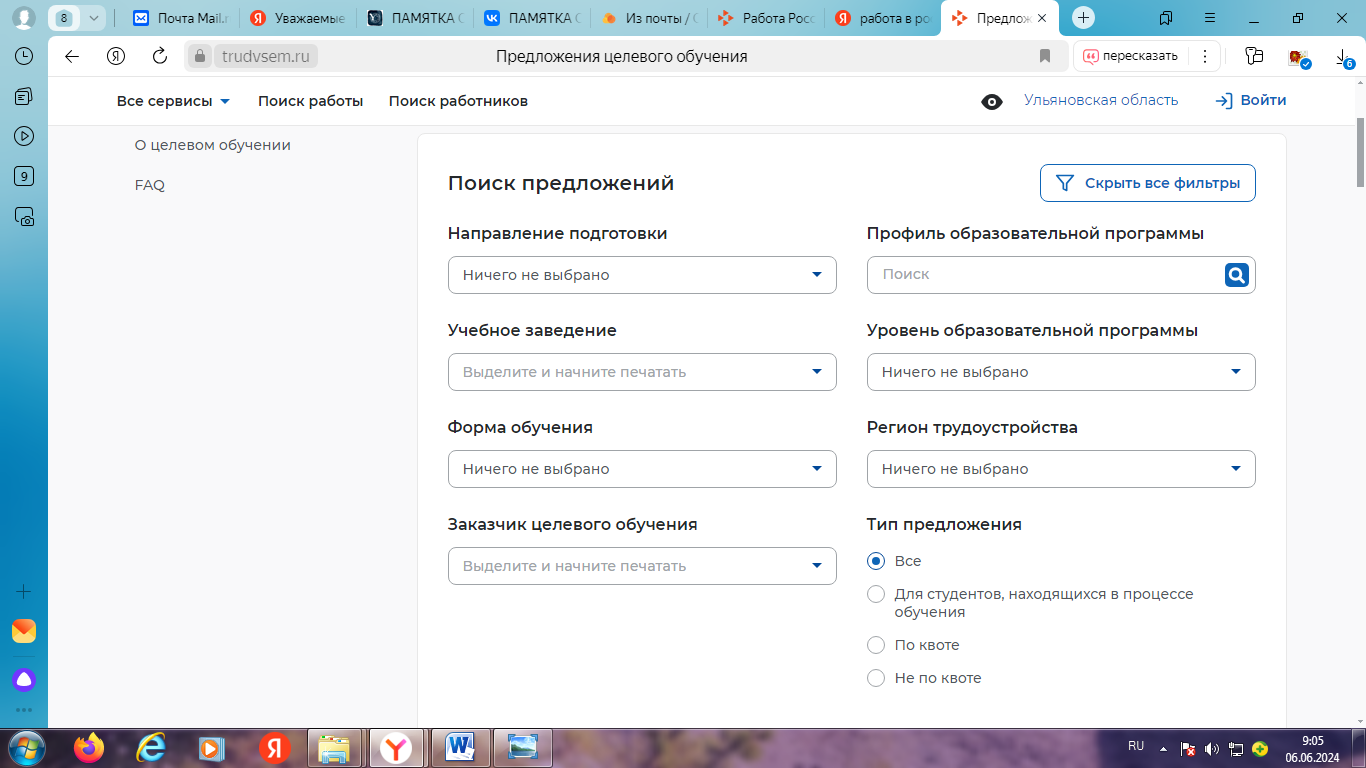 8
Почта Mail.r
Уважаемые
ПАМЯТКА
ПАМЯТКА
Из почты /
Работа Росс
работа в ро
Предлож
trudvsem.ru
Предложения целевого обучения
пересказать
6
Все сервисы
Поиск работы
Поиск работников
Ульяновская область
Войти
9
О целевом обучении
FAQ
Поиск предложений
Скрыть все фильтры
Направление подготовки
Профиль образовательной программы
Ничего не выбрано
Поиск
Учебное заведение
Уровень образовательной программы
Выделите и начните печатать
Ничего не выбрано
Форма обучения
Регион трудоустройства
Ничего не выбрано
Ничего не выбрано
Заказчик целевого обучения
Тип предложения
Выделите и начните печатать
Все
Для студентов, находящихся в процессе
обучения
По квоте
Не по квоте
RU
9:05
06.06.2024